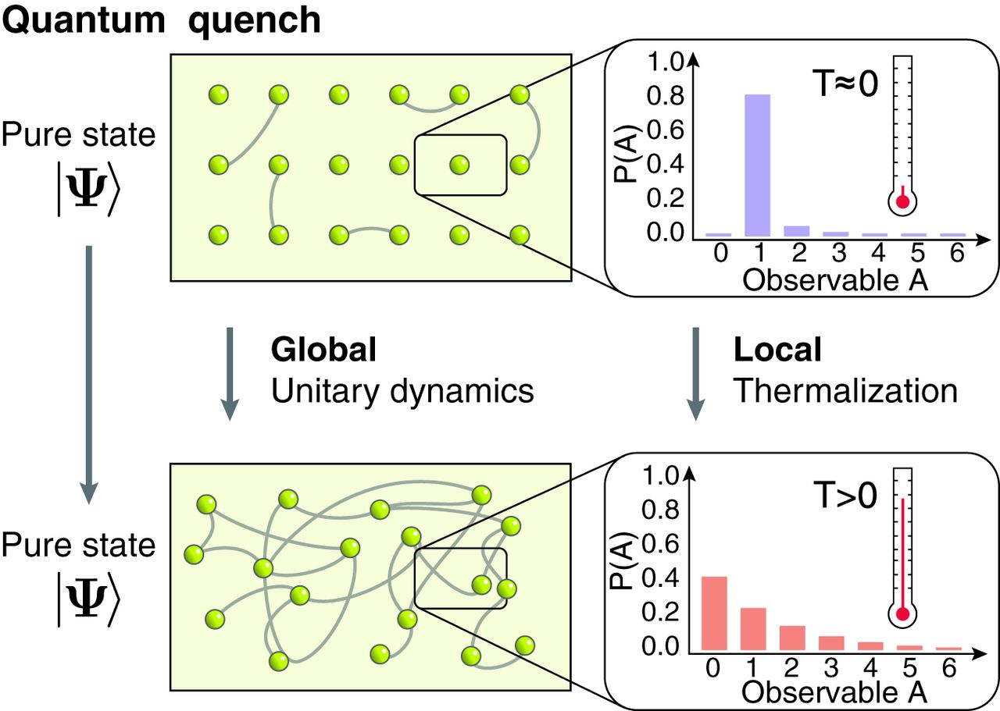 Quantum quench
Pure state
|Ψ⟩
1.0
0.8
0.6
0.4
0.2
0.0
P(A)
T≈0
0 1 2 3 4 5 6
Observable A
Global
Unitary dynamics
Local
Thermalization
Pure state
|Ψ⟩
1.0
0.8
0.6
0.4
0.2
0.0
P(A)
T>0
0 1 2 3 4 5 6
Observable A